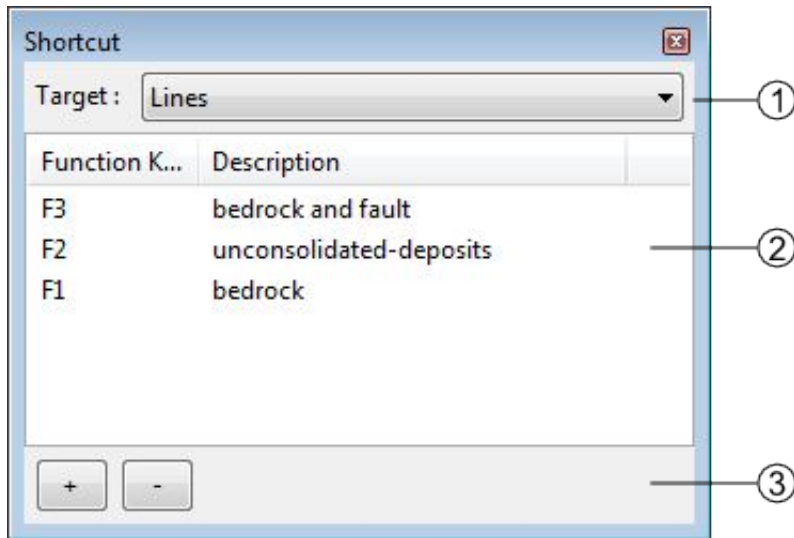 Shortcut
Target : Lines
①
Function K... Description
F3 bedrock and fault
F2 unconsolidated-deposits
②
F1 bedrock
+ -
③